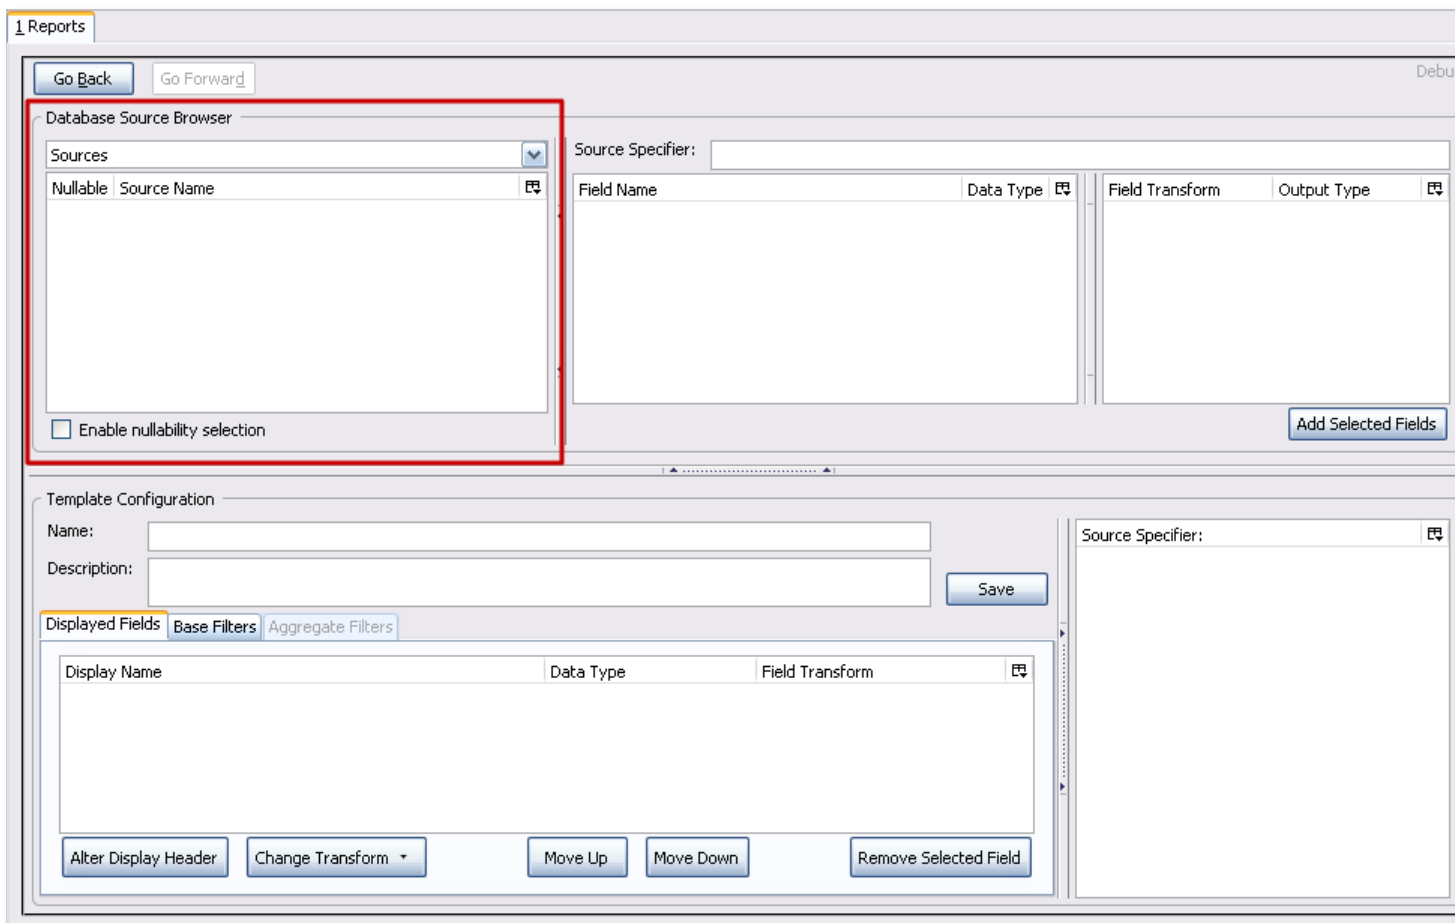 1 Reports
Go Back Go Forward Debu
Database Source Browser
Sources Source Specifier:
Nullable Source Name Field Name Data Type Field Transform Output Type
Enable nullability selection Add Selected Fields
Template Configuration
Name: Source Specifier:
Description:
Save
Displayed Fields Base Filters Aggregate Filters
Display Name Data Type Field Transform
Alter Display Header Change Transform Move Up Move Down Remove Selected Field